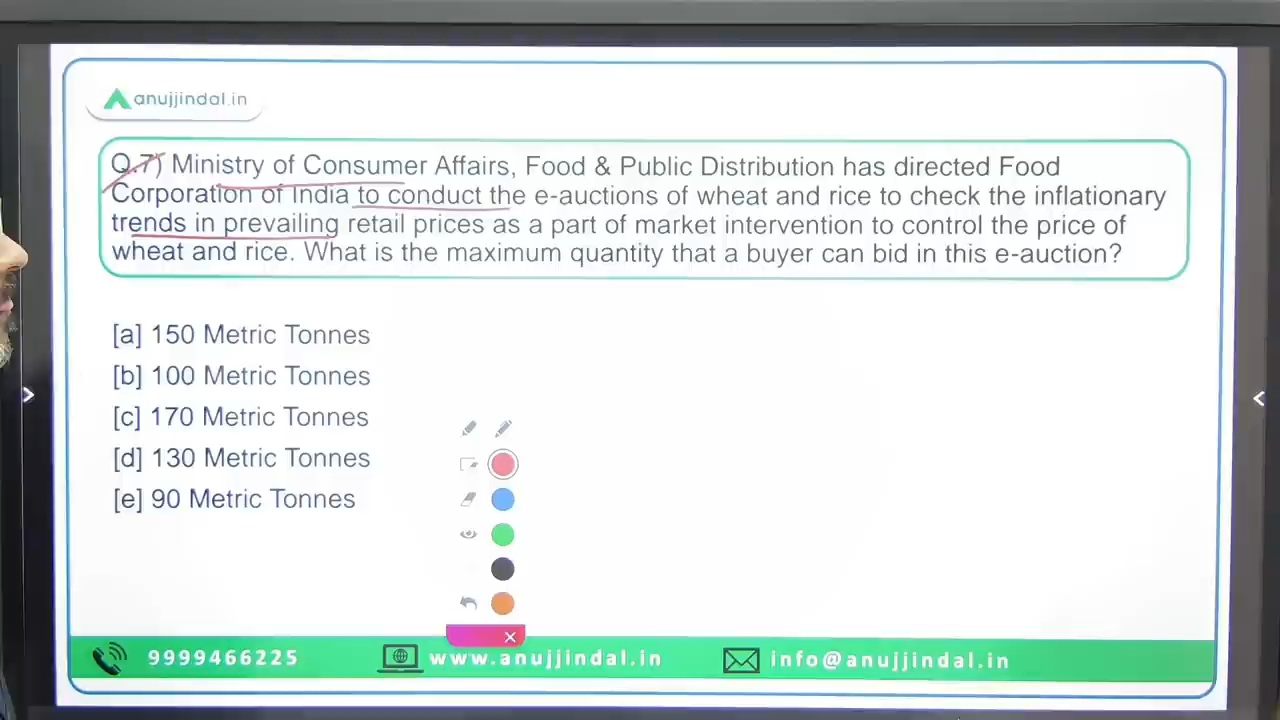 anujjindal.in
Q.7) Ministry of Consumer Affairs, Food & Public Distribution has directed Food
Corporation of India to conduct the e-auctions of wheat and rice to check the inflationary
trends in prevailing retail prices as a part of market intervention to control the price of
wheat and rice. What is the maximum quantity that a buyer can bid in this e-auction?
[a] 150 Metric Tonnes
[b] 100 Metric Tonnes
[c] 170 Metric Tonnes
[d] 130 Metric Tonnes
[e] 90 Metric Tonnes
9999466225 www.anujjindal.in info@anujjindal.in